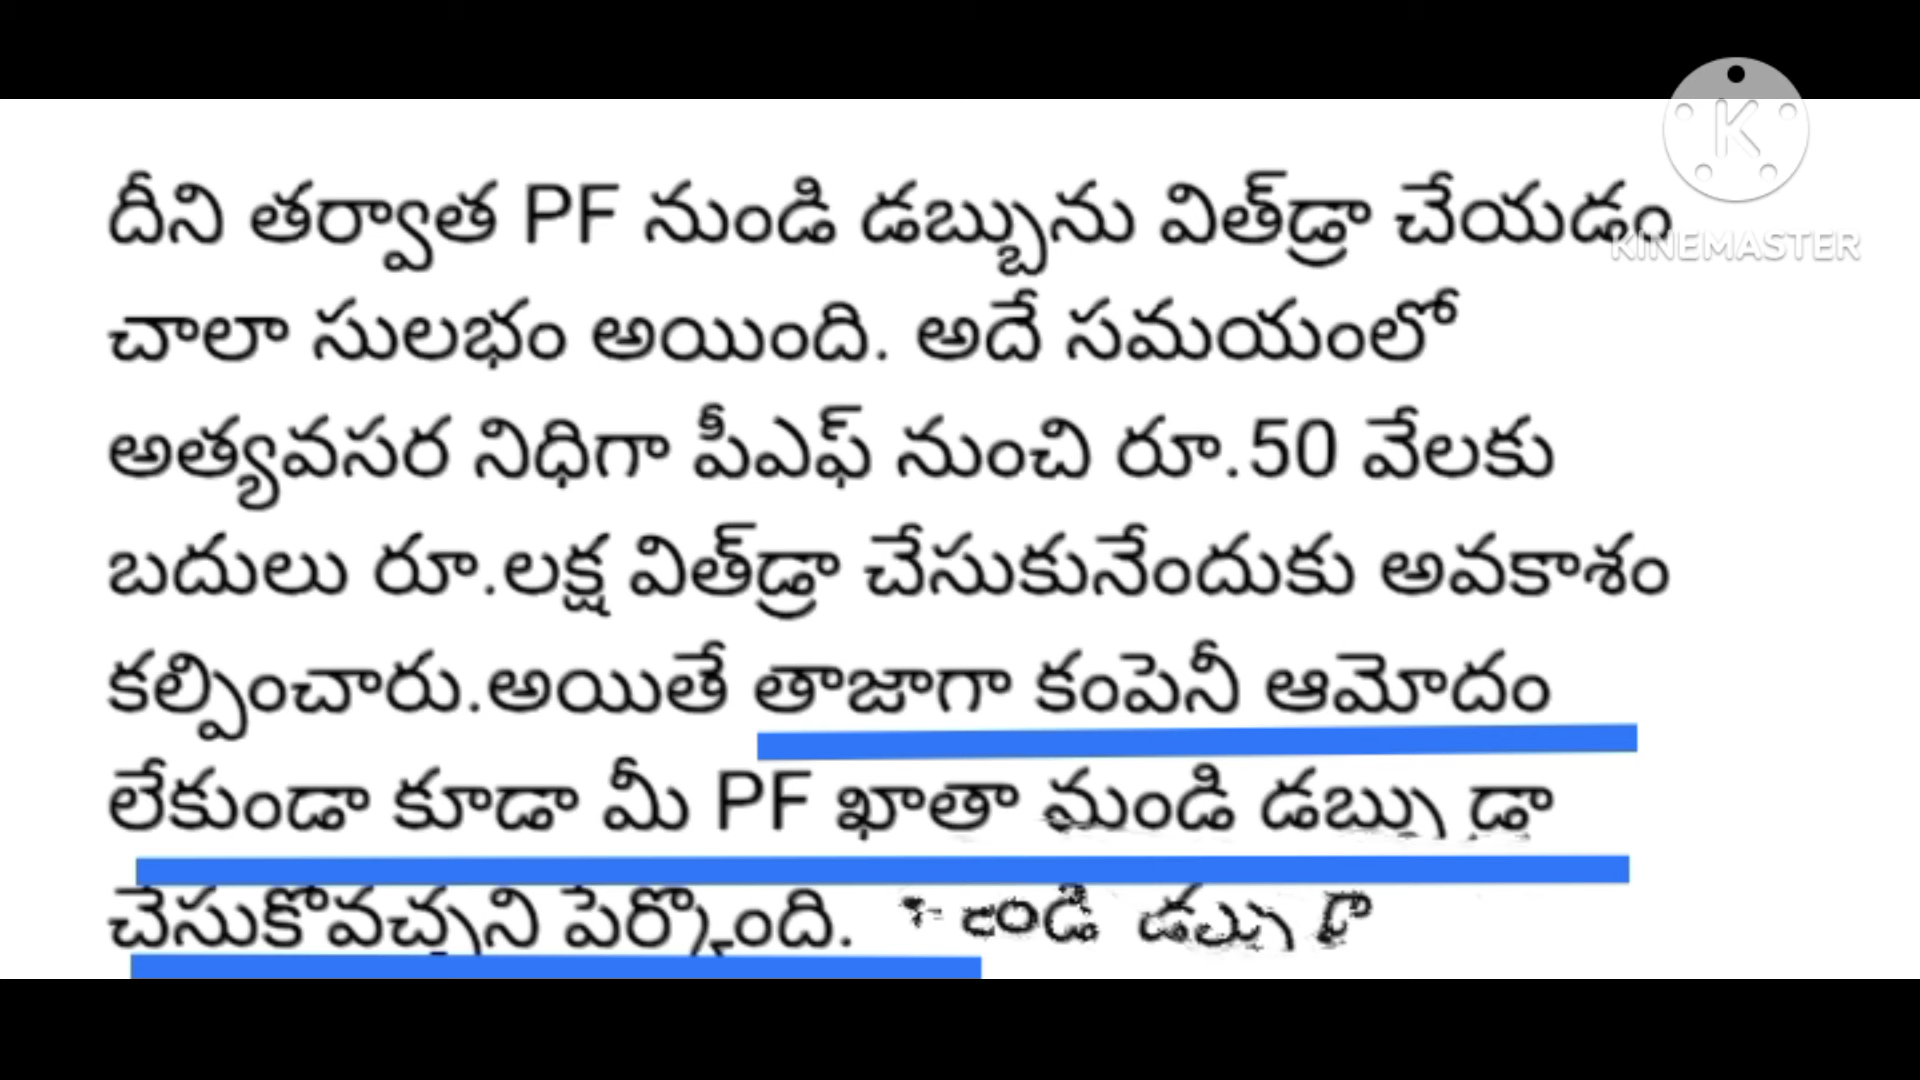 KINEMASTER
దీని తర్వాత PF నుండి డబ్బును విత్‌డ్రా చేయడం
చాలా సులభం అయింది. అదే సమయంలో
అత్యవసర నిధిగా పీఎఫ్ నుంచి రూ.50 వేలకు
బదులు రూ.లక్ష విత్‌డ్రా చేసుకునేందుకు అవకాశం
కల్పించారు.అయితే తాజాగా కంపెనీ ఆమోదం
లేకుండా కూడా మీ PF ఖాతా నుండి డబ్బు డ్రా
చేసుకోవచ్చని పేర్కొంది.